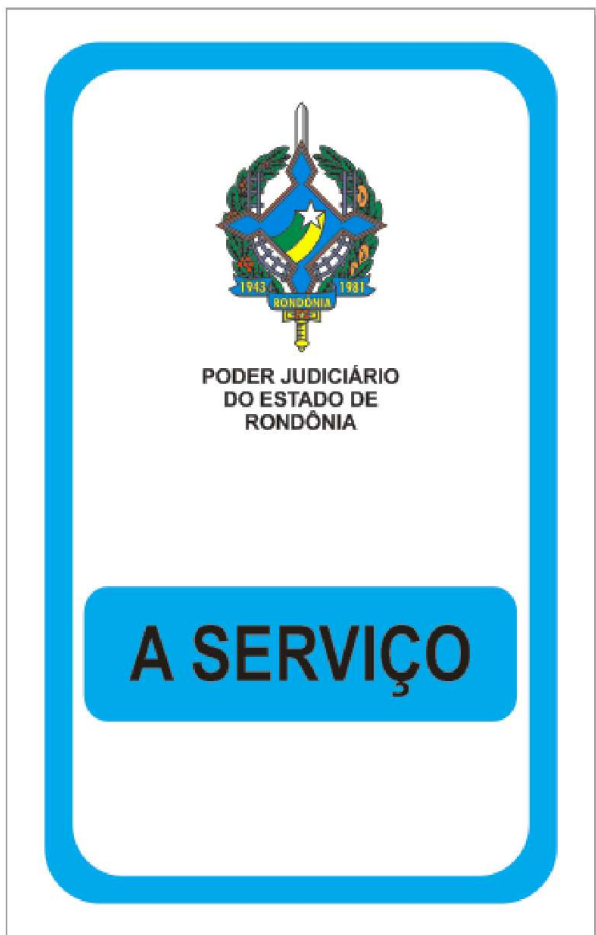 1943 1981
RONDÔNIA
PODER JUDICIÁRIO
DO ESTADO DE
RONDÔNIA
A SERVIÇO